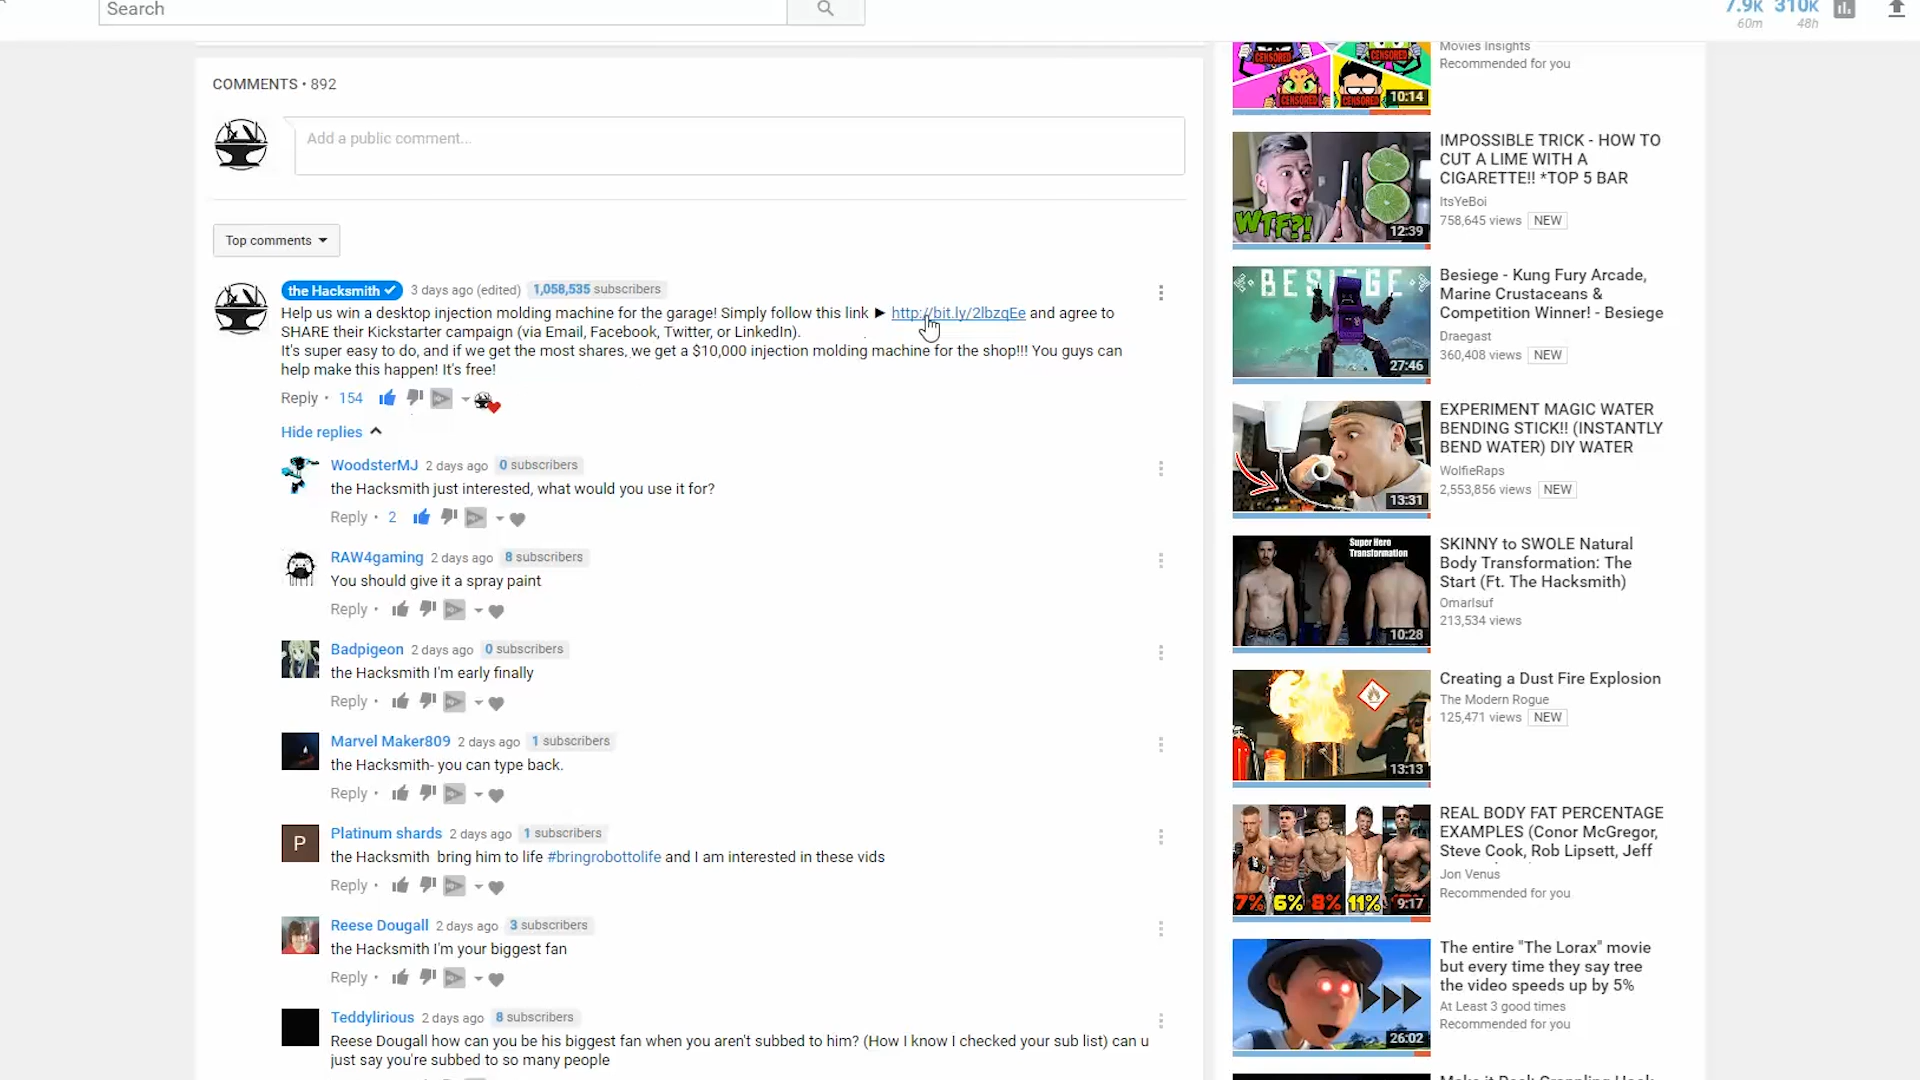 Search
7.9K 310K
60m 48h
COMMENTS • 892
Add a public comment...
Top comments
the Hacksmith 3 days ago (edited) 1,058,535 subscribers
Help us win a desktop injection molding machine for the garage! Simply follow this link ► http://bit.ly/2lbzqEe and agree to
SHARE their Kickstarter campaign (via Email, Facebook, Twitter, or LinkedIn).
It's super easy to do, and if we get the most shares, we get a $10,000 injection molding machine for the shop!!! You guys can
help make this happen! It's free!
Reply • 154
Hide replies
WoodsterMJ 2 days ago 0 subscribers
the Hacksmith just interested, what would you use it for?
Reply • 2
RAW4gaming 2 days ago 8 subscribers
You should give it a spray paint
Reply •
Badpigeon 2 days ago 0 subscribers
the Hacksmith I'm early finally
Reply •
Marvel Maker809 2 days ago 1 subscribers
the Hacksmith- you can type back.
Reply •
P
Platinum shards 2 days ago 1 subscribers
the Hacksmith bring him to life #bringrobottolife and I am interested in these vids
Reply •
Reese Dougall 2 days ago 3 subscribers
the Hacksmith I'm your biggest fan
Reply •
Teddylirious 2 days ago 8 subscribers
Reese Dougall how can you be his biggest fan when you aren't subbed to him? (How I know I checked your sub list) can u
just say you're subbed to so many people
Movies Insights
Recommended for you
CENSORED CENSORED
CENSORED CENSORED
10:14
IMPOSSIBLE TRICK - HOW TO
CUT A LIME WITH A
CIGARETTE!! *TOP 5 BAR
ItsYeBoi
758,645 views NEW
WTF?!
12:39
Besiege - Kung Fury Arcade,
Marine Crustaceans &
Competition Winner! - Besiege
Draegast
360,408 views NEW
BESIEGE
27:46
EXPERIMENT MAGIC WATER
BENDING STICK!! (INSTANTLY
BEND WATER) DIY WATER
WolfieRaps
2,553,856 views NEW
13:31
SKINNY to SWOLE Natural
Body Transformation: The
Start (Ft. The Hacksmith)
OmarIsuf
213,534 views
Super Hero
Transformation
10:28
Creating a Dust Fire Explosion
The Modern Rogue
125,471 views NEW
13:13
REAL BODY FAT PERCENTAGE
EXAMPLES (Conor McGregor,
Steve Cook, Rob Lipsett, Jeff
Jon Venus
Recommended for you
7% 6% 8% 11%
9:17
The entire "The Lorax" movie
but every time they say tree
the video speeds up by 5%
At Least 3 good times
Recommended for you
26:02